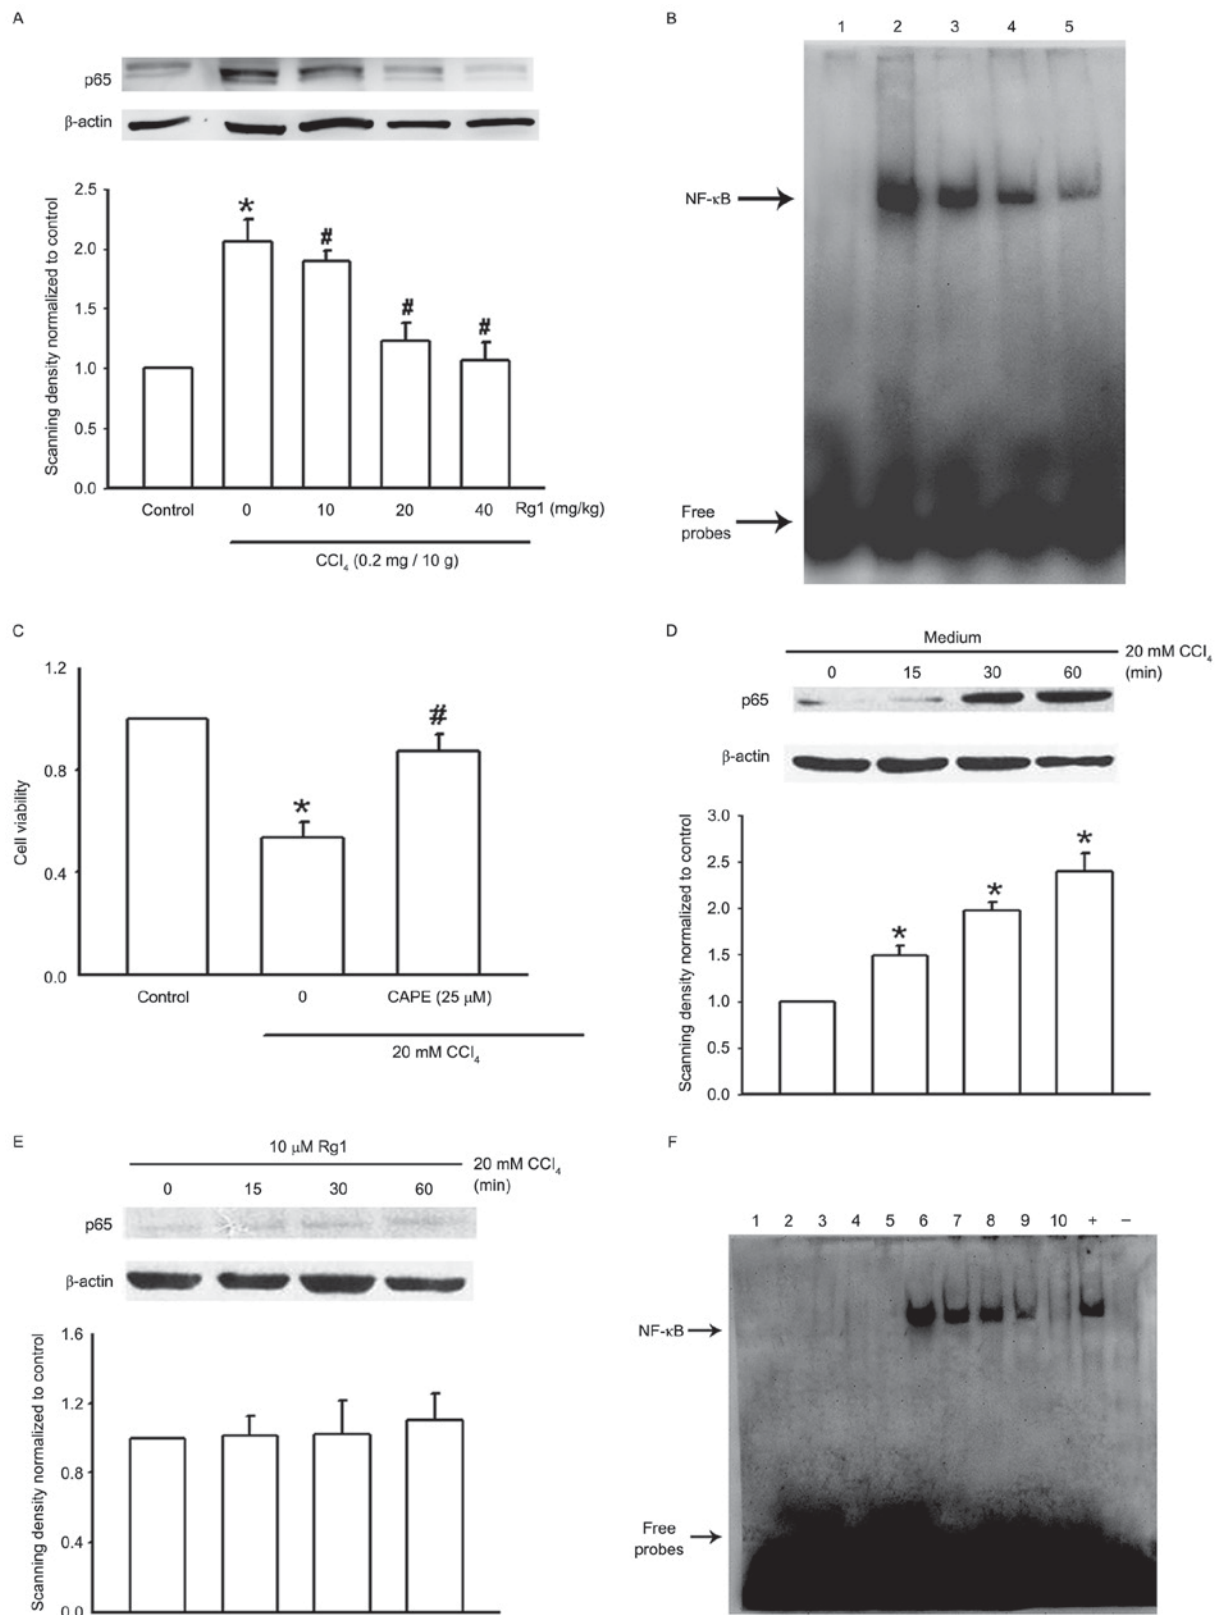 A
p65
β-actin
Scanning density normalized to control
2.5
2.0
1.5
1.0
0.5
0.0
*
#
#
#
Control 0 10 20 40 Rg1 (mg/kg)
CCl4 (0.2 mg / 10 g)
B
1 2 3 4 5
NF-κB
Free
probes
C
Cell viability
1.2
0.8
0.4
0.0
*
#
Control 0 CAPE (25 μM)
20 mM CCl4
D
Medium
20 mM CCl4
0 15 30 60 (min)
p65
β-actin
Scanning density normalized to control
3.0
2.5
2.0
1.5
1.0
0.5
0.0
*
*
*
E
10 μM Rg1
20 mM CCl4
0 15 30 60 (min)
p65
β-actin
Scanning density normalized to control
1.6
1.2
0.8
0.4
0.0
F
1 2 3 4 5 6 7 8 9 10 + −
NF-κB
Free
probes